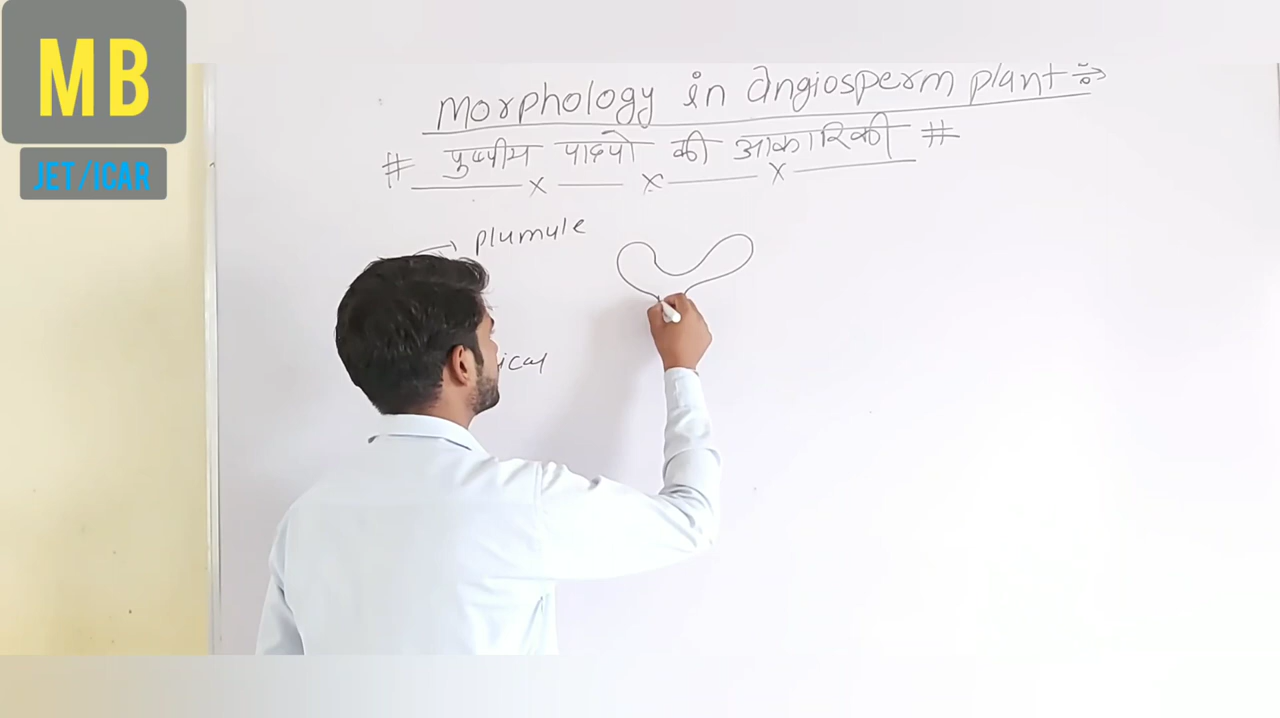 MB
JET/ICAR
Morphology in angiosperm plant
# पुष्पीय पादपो की आकारिकी #
plumule
ical